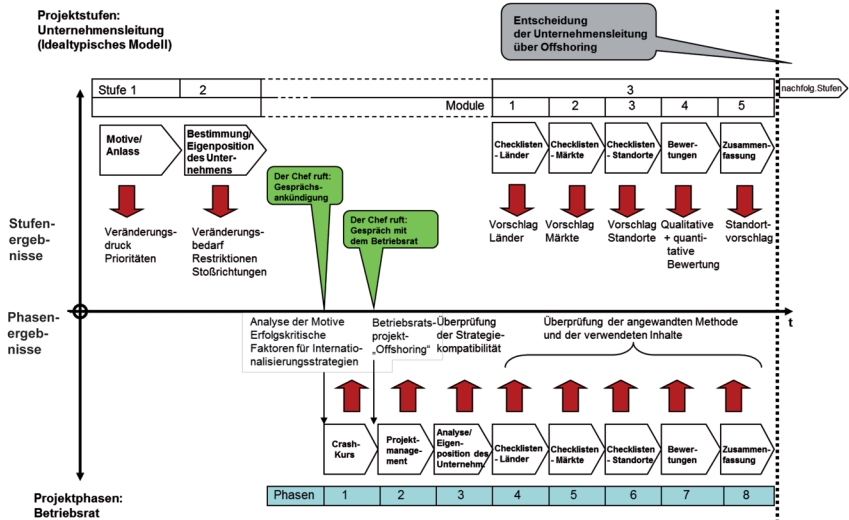 Projektstufen:
Unternehmensleitung
(Idealtypisches Modell)
Entscheidung
der Unternehmensleitung
über Offshoring
Stufe 1
2
3
nachfolg.Stufen
Module
1
2
3
4
5
Motive/
Anlass
Bestimmung/
Eigenposition
des Unter-
nehmens
Checklisten
- Länder
Checklisten
-Märkte
Checklisten
- Standorte
Bewer-
tungen
Zusammen-
fassung
Der Chef ruft:
Gesprächs-
ankündigung
Der Chef ruft:
Gespräch mit
dem Betriebsrat
Stufen-
ergeb-
nisse
Veränderungs-
druck
Prioritäten
Veränderungs-
bedarf
Restriktionen
Stoßrichtungen
Vorschlag
Länder
Vorschlag
Märkte
Vorschlag
Standorte
Qualitative
+ quanti-
tative
Bewertung
Standort-
vorschlag
t
Phasen-
ergeb-
nisse
Analyse der Motive
Erfolgskritische
Faktoren für Internatio-
nalisierungsstrategien
Betriebsrats-
projekt-
„Offshoring“
Überprüfung
der Strategie-
kompatibilität
Überprüfung der angewandten Methode
und der verwendeten Inhalte
Crash-
Kurs
Projekt-
manage-
ment
Analyse/
Eigen-
position des
Unternehm.
Checklisten
- Länder
Checklisten
-Märkte
Checklisten
- Standorte
Bewer-
tungen
Zusammen-
fassung
Phasen
1
2
3
4
5
6
7
8
Projektphasen:
Betriebsrat